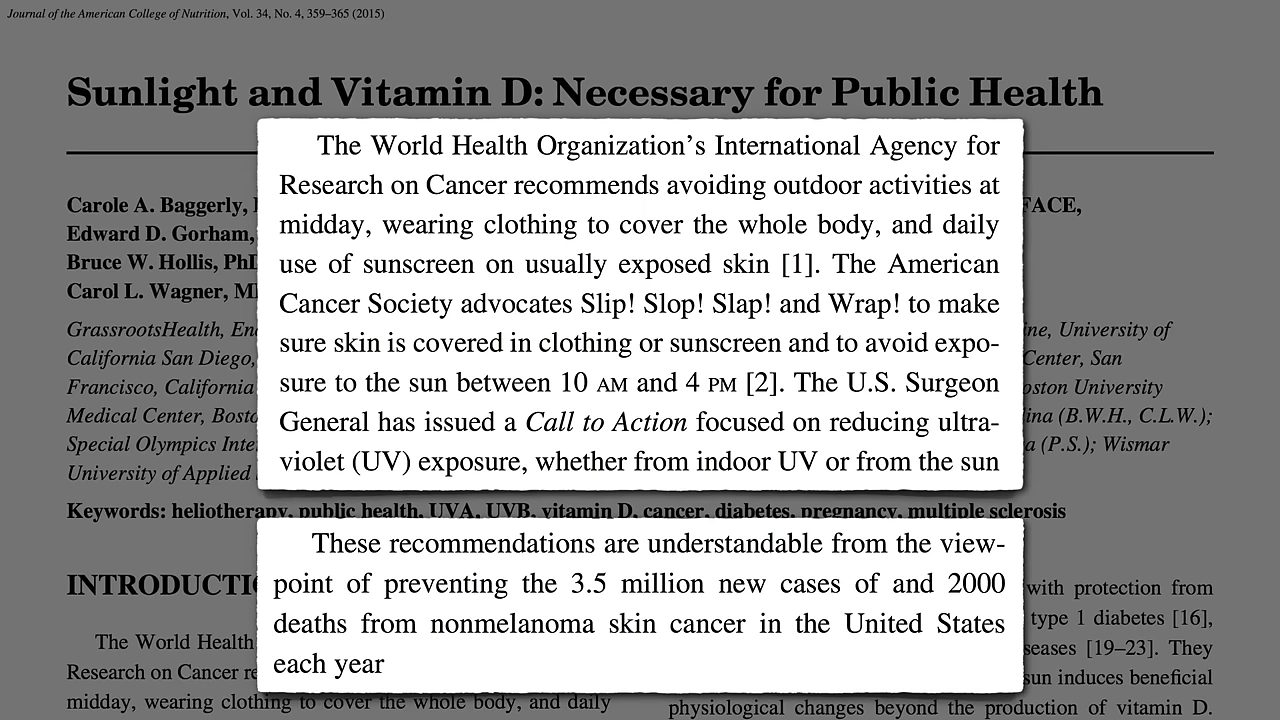 Journal of the American College of Nutrition, Vol. 34, No. 4, 359–365 (2015)
Sunlight and Vitamin D: Necessary for Public Health
The World Health Organization’s International Agency for
Research on Cancer recommends avoiding outdoor activities at
midday, wearing clothing to cover the whole body, and daily
use of sunscreen on usually exposed skin [1]. The American
Cancer Society advocates Slip! Slop! Slap! and Wrap! to make
sure skin is covered in clothing or sunscreen and to avoid expo-
sure to the sun between 10 AM and 4 PM [2]. The U.S. Surgeon
General has issued a Call to Action focused on reducing ultra-
violet (UV) exposure, whether from indoor UV or from the sun
Carole A. Baggerly, FACE,
Edward D. Gorham,
Bruce W. Hollis, PhD
Carol L. Wagner,
GrassrootsHealth, University of
California San Diego, Center, San
Francisco, California Boston University
Medical Center, (B.W.H., C.L.W.);
Special Olympics (P.S.); Wismar
University of Applied
Keywords: heliotherapy, public health, UVA, UVB, vitamin D, cancer, diabetes, pregnancy, multiple sclerosis
These recommendations are understandable from the view-
point of preventing the 3.5 million new cases of and 2000
deaths from nonmelanoma skin cancer in the United States
each year
INTRODUCTI
The World Health
Research on Cancer
midday, wearing clothing to cover the whole body, and daily
with protection from
type 1 diabetes [16],
[19–23]. They
sun induces beneficial
physiological changes beyond the production of vitamin D.